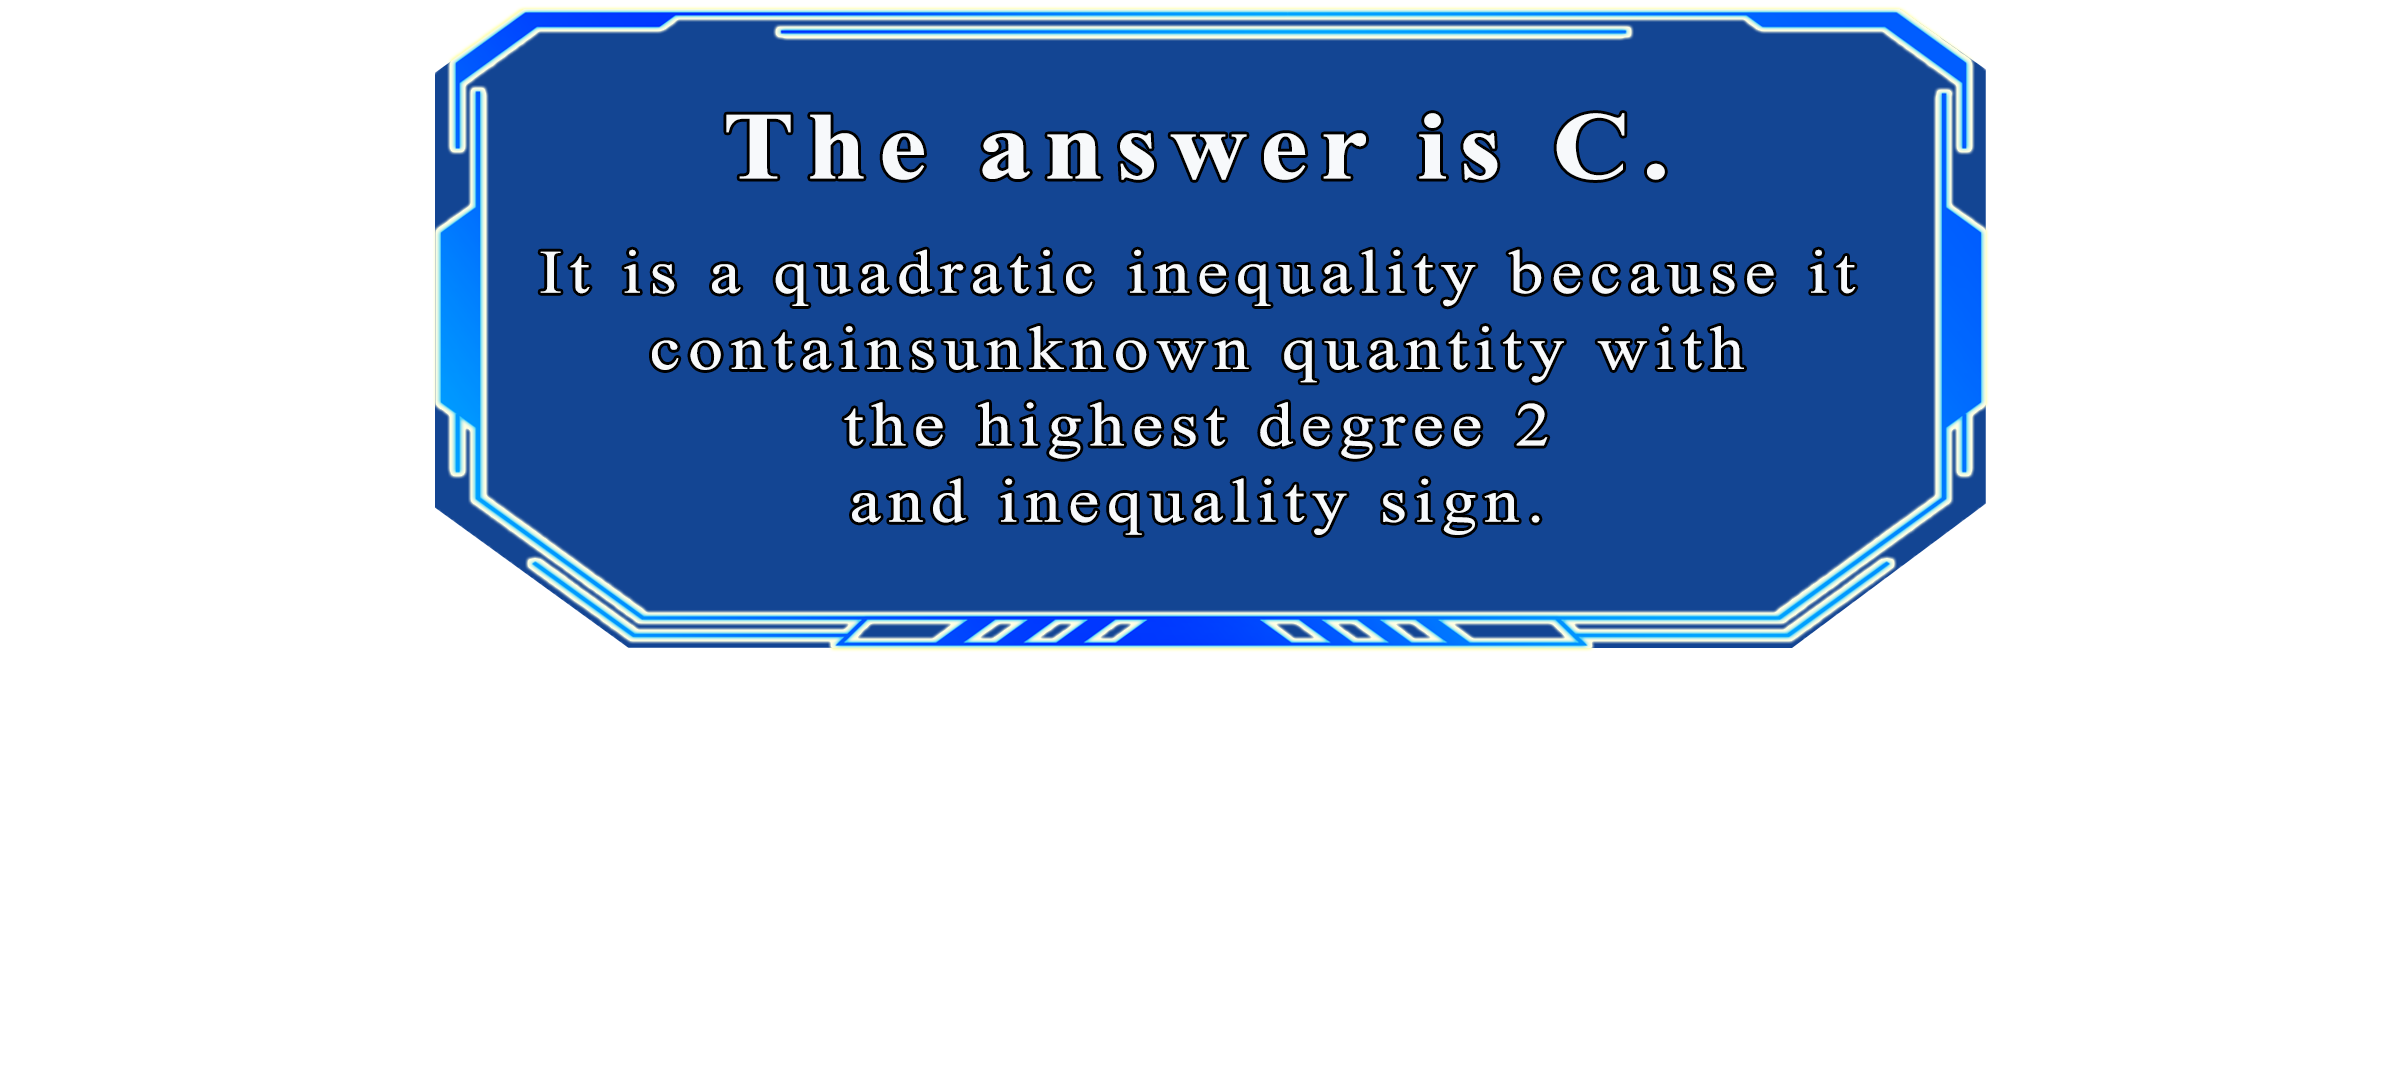 The answer is C.
It is a quadratic inequality because it
containsunknown quantity with
the highest degree 2
and inequality sign.